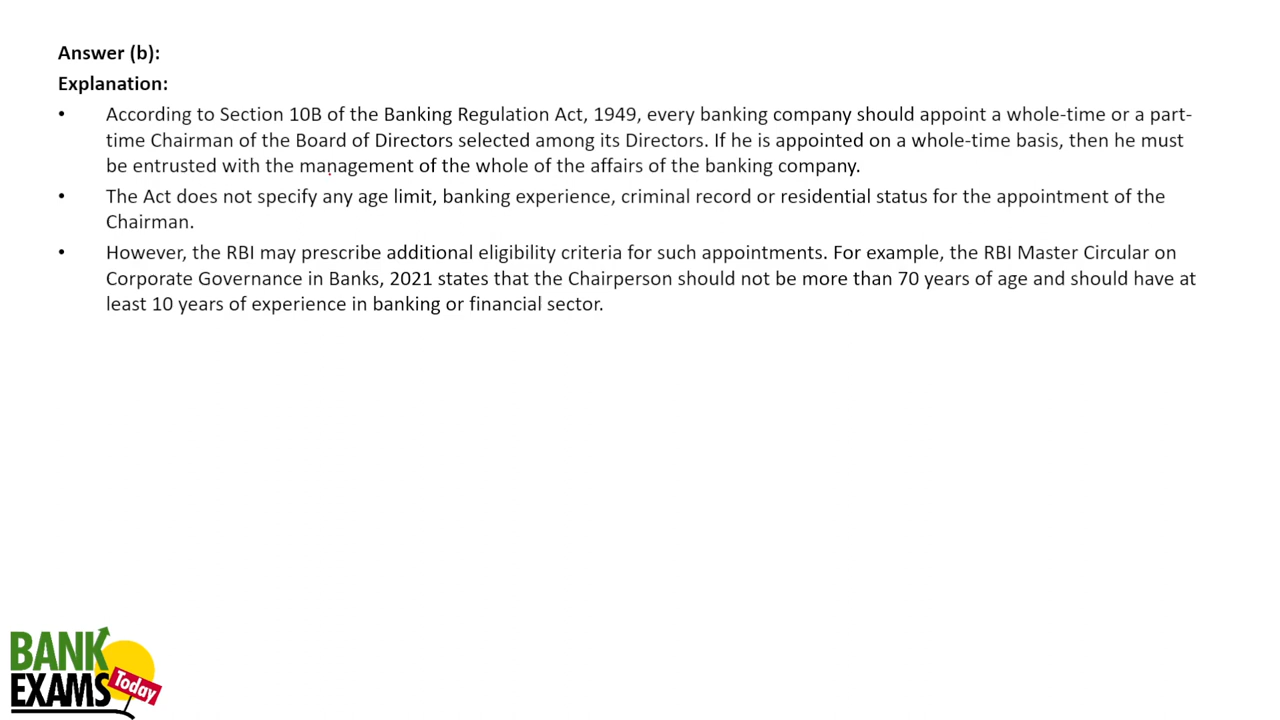 Answer (b):
Explanation:
• According to Section 10B of the Banking Regulation Act, 1949, every banking company should appoint a whole-time or a part-
time Chairman of the Board of Directors selected among its Directors. If he is appointed on a whole-time basis, then he must
be entrusted with the management of the whole of the affairs of the banking company.
• The Act does not specify any age limit, banking experience, criminal record or residential status for the appointment of the
Chairman.
• However, the RBI may prescribe additional eligibility criteria for such appointments. For example, the RBI Master Circular on
Corporate Governance in Banks, 2021 states that the Chairperson should not be more than 70 years of age and should have at
least 10 years of experience in banking or financial sector.
BANK
EXAMS Today